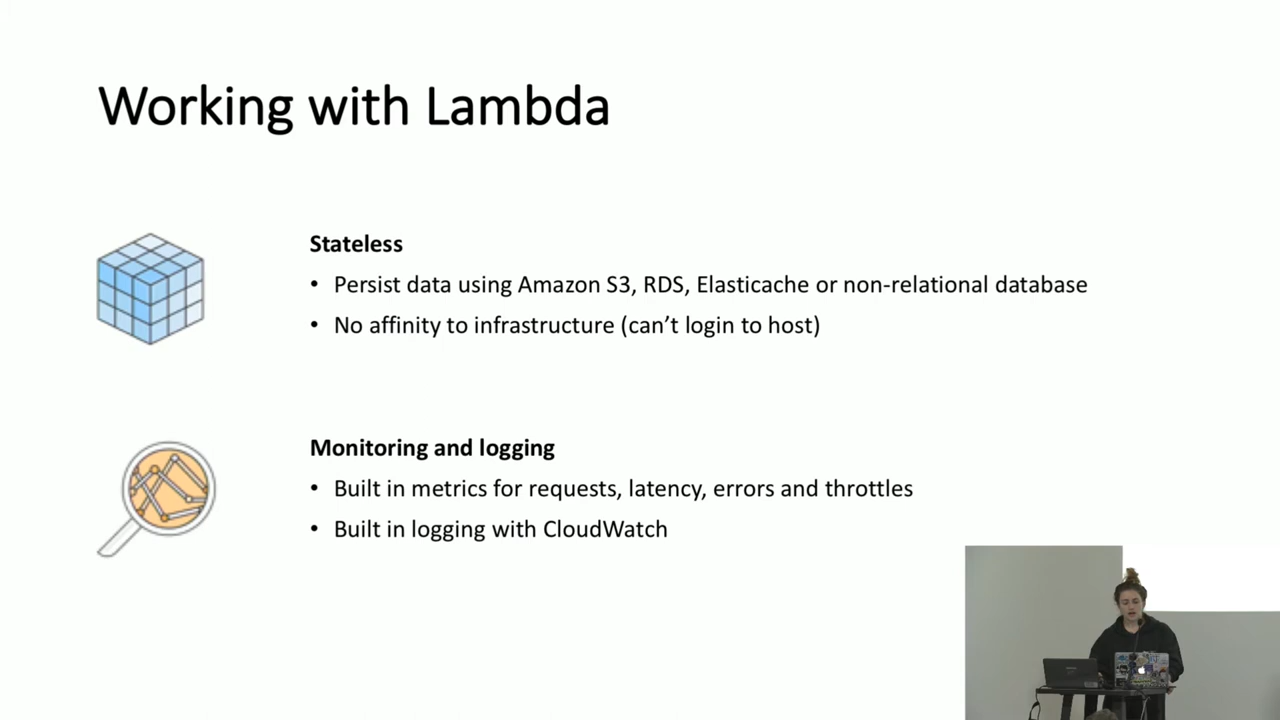 Working with Lambda
Stateless
• Persist data using Amazon S3, RDS, Elasticache or non-relational database
• No affinity to infrastructure (can’t login to host)
Monitoring and logging
• Built in metrics for requests, latency, errors and throttles
• Built in logging with CloudWatch